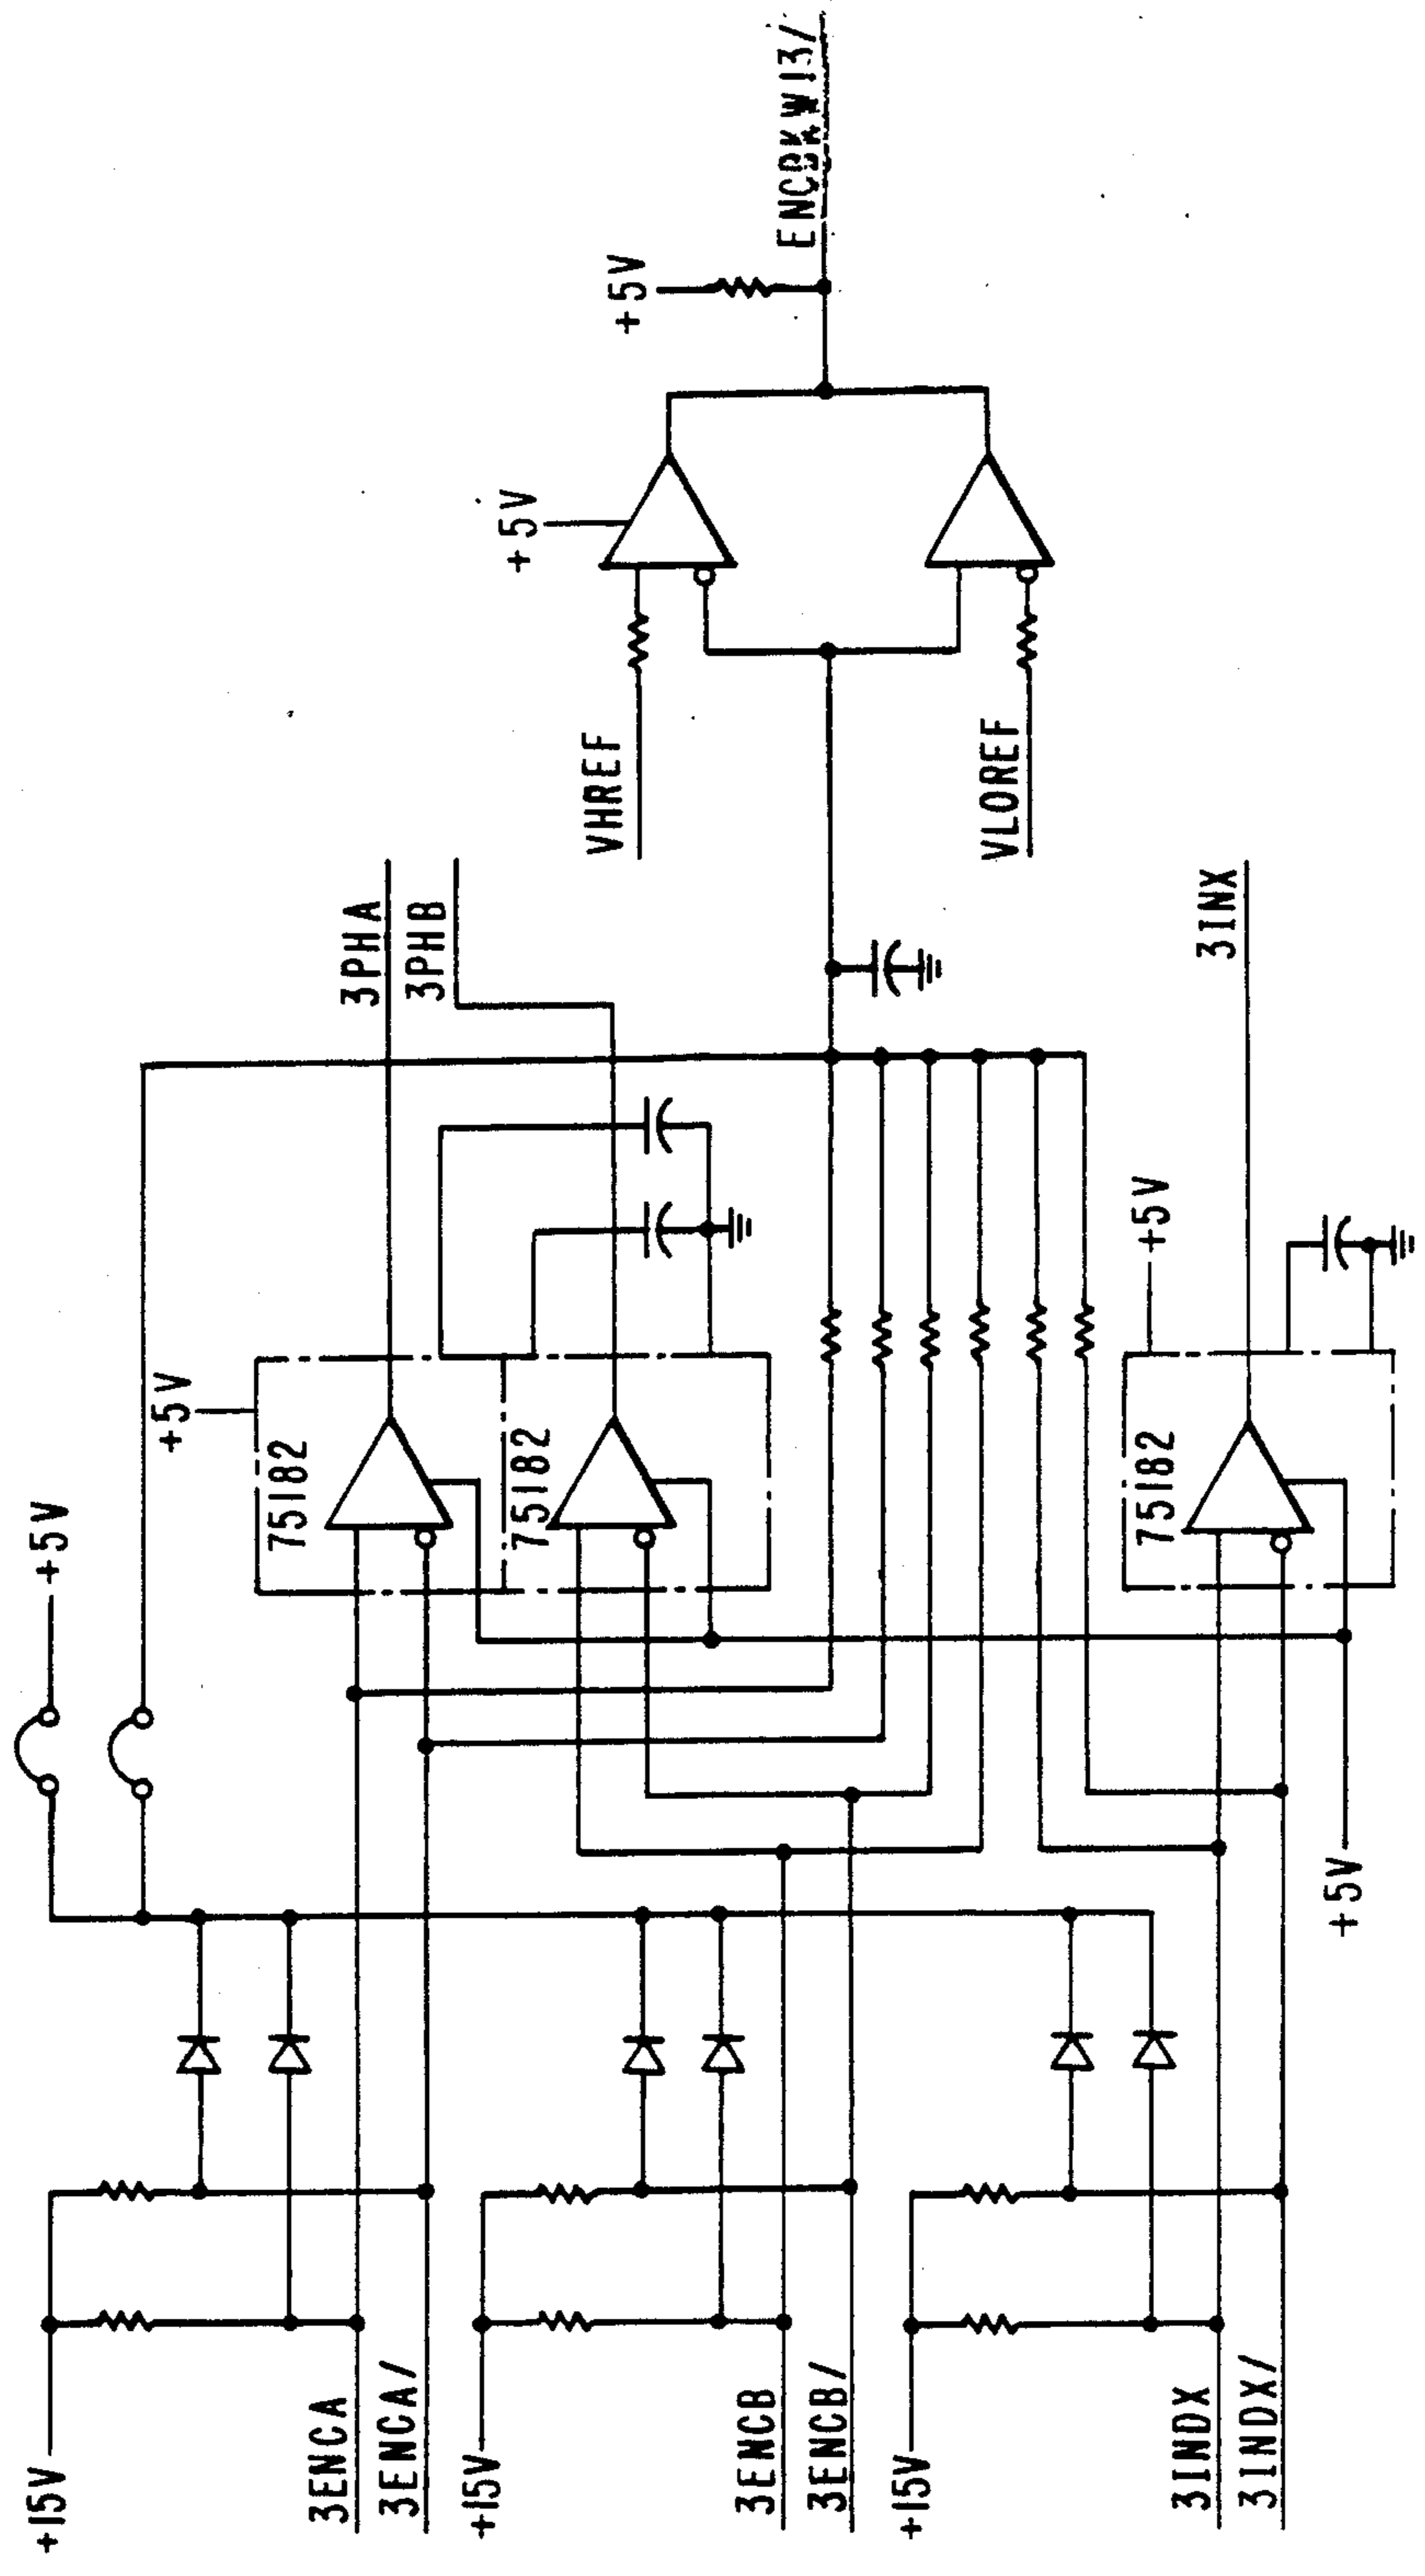 +15V
3ENCA
3ENCA/
+15V
3ENCB
3ENCB/
+15V
3INDX
3INDX/
+5V
+5V
75182
75182
+5V
75182
+5V
3PHA
3PHB
3INX
VHREF
VLOREF
+5V
+5V
ENCBKW13/